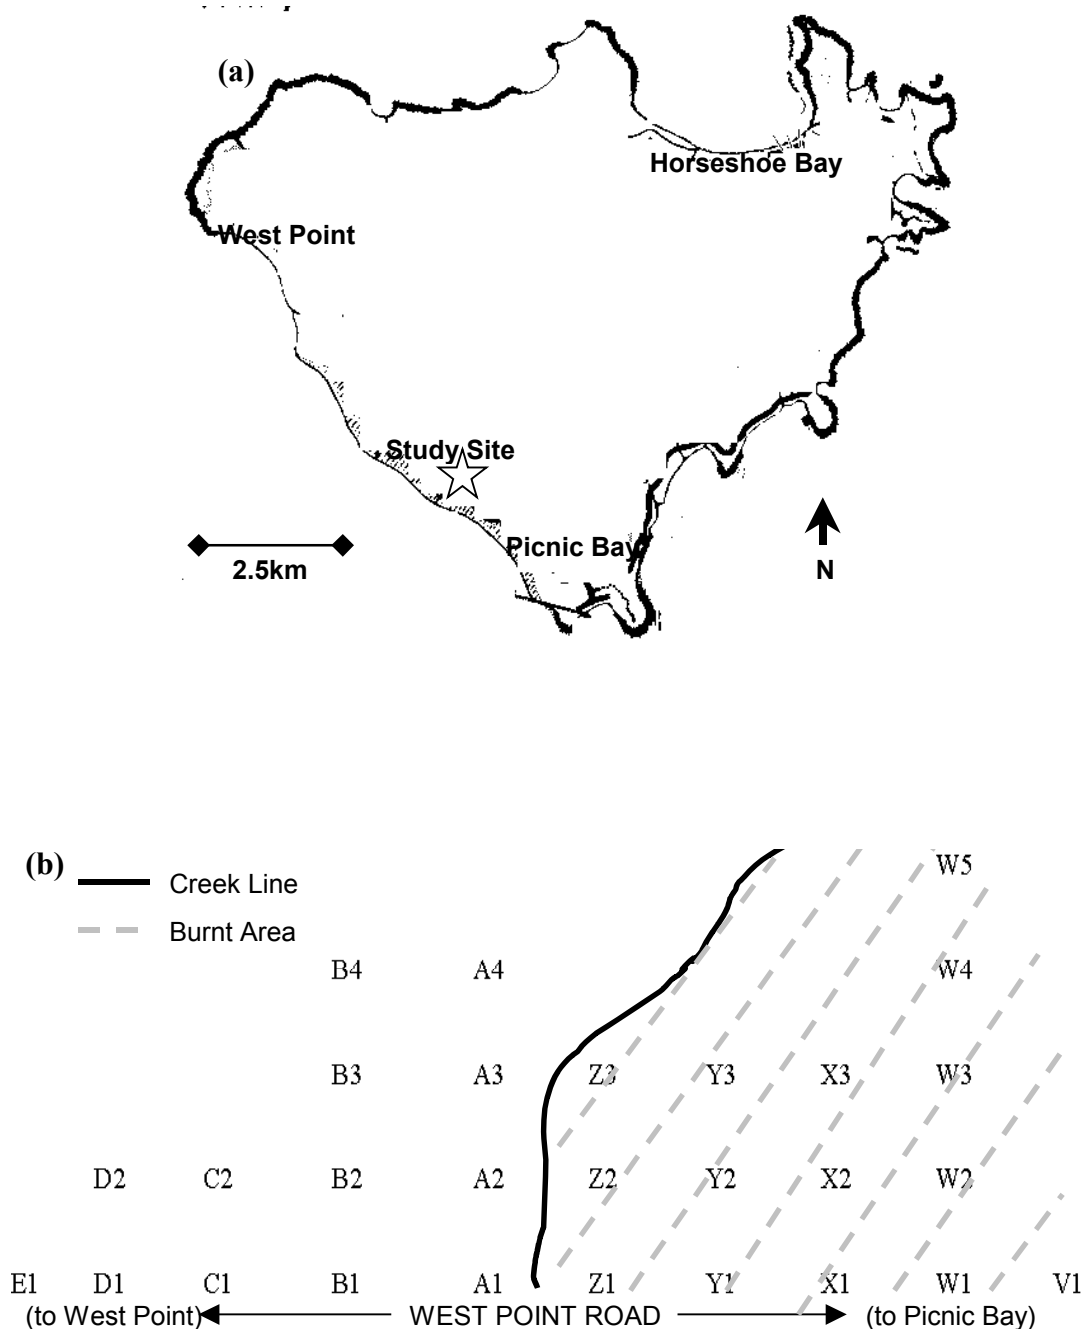 (a)
Horseshoe Bay
West Point
Study Site
Picnic Bay
2.5km
N
(b)
Creek Line
Burnt Area
W5
B4 A4 W4
B3 A3 Z3 Y3 X3 W3
D2 C2 B2 A2 Z2 Y2 X2 W2
E1 D1 C1 B1 A1 Z1 Y1 X1 W1 V1
(to West Point) WEST POINT ROAD (to Picnic Bay)